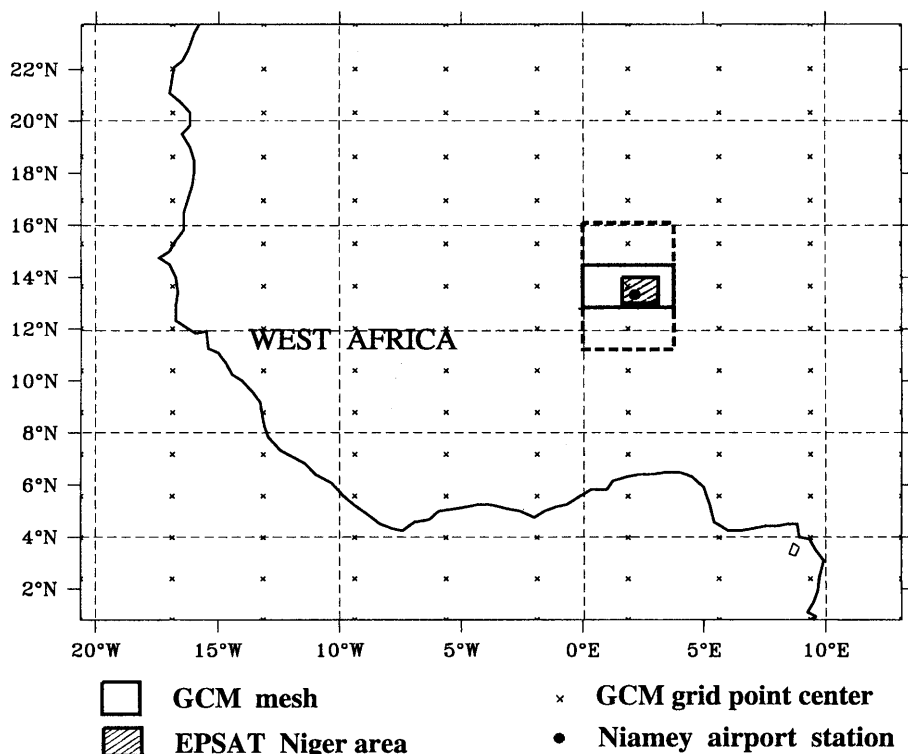 22°N
20°N
18°N
16°N
14°N
12°N
WEST AFRICA
10°N
8°N
6°N
4°N
2°N
20°W 15°W 10°W 5°W 0°E 5°E 10°E
GCM mesh
GCM grid point center
EPSAT Niger area
Niamey airport station